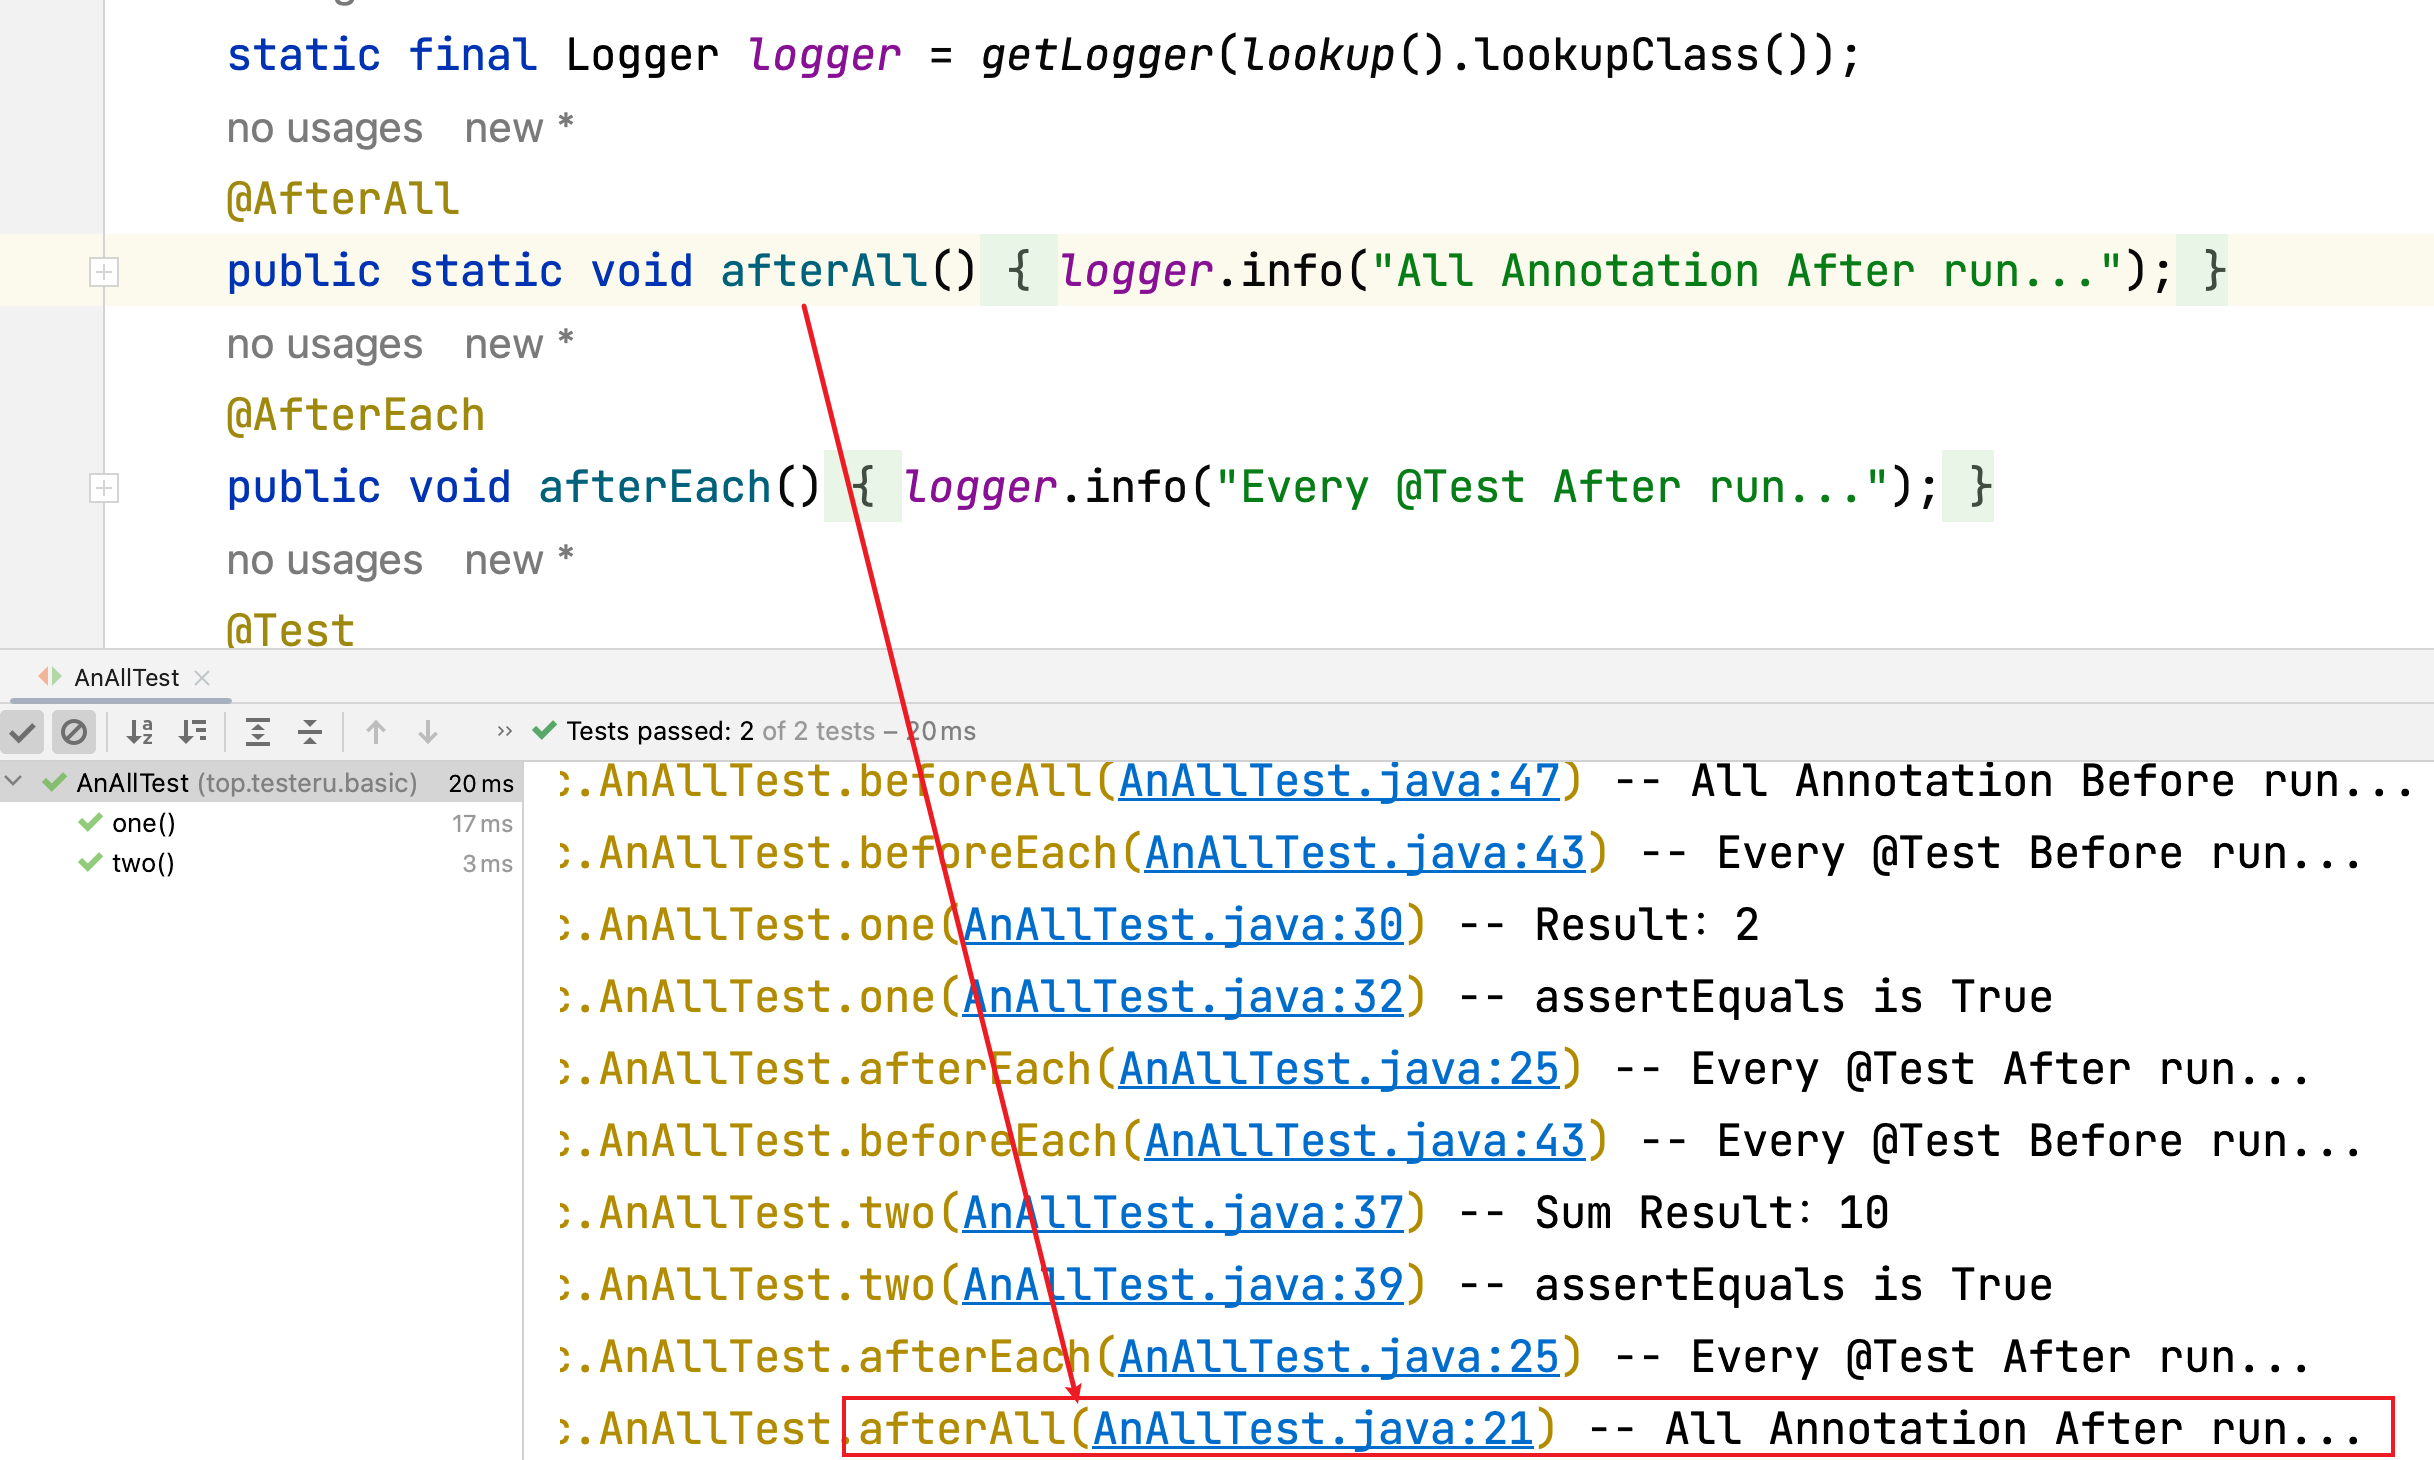 static final Logger logger = getLogger(lookup().lookupClass());
no usages new *
@AfterAll
public static void afterAll() { logger.info("All Annotation After run..."); }
no usages new *
@AfterEach
public void afterEach() { logger.info("Every @Test After run..."); }
no usages new *
@Test
AnAllTest
Tests passed: 2 of 2 tests – 20 ms
AnAllTest (top.testeru.basic) 20 ms
one() 17 ms
two() 3 ms
c.AnAllTest.beforeAll(AnAllTest.java:47) -- All Annotation Before run...
c.AnAllTest.beforeEach(AnAllTest.java:43) -- Every @Test Before run...
c.AnAllTest.one(AnAllTest.java:30) -- Result: 2
c.AnAllTest.one(AnAllTest.java:32) -- assertEquals is True
c.AnAllTest.afterEach(AnAllTest.java:25) -- Every @Test After run...
c.AnAllTest.beforeEach(AnAllTest.java:43) -- Every @Test Before run...
c.AnAllTest.two(AnAllTest.java:37) -- Sum Result: 10
c.AnAllTest.two(AnAllTest.java:39) -- assertEquals is True
c.AnAllTest.afterEach(AnAllTest.java:25) -- Every @Test After run...
c.AnAllTest.afterAll(AnAllTest.java:21) -- All Annotation After run...